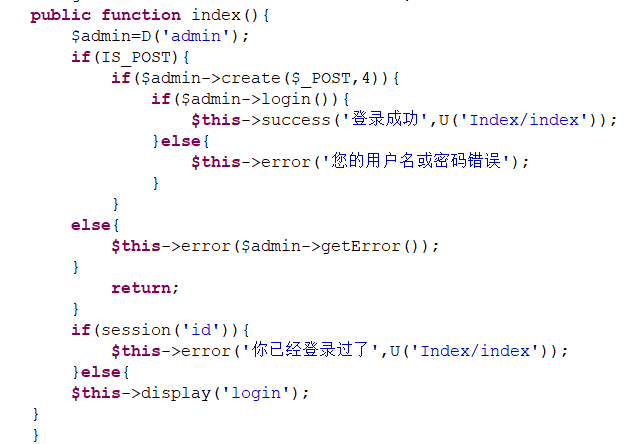 public function index(){
$admin=D('admin');
if(IS_POST){
if($admin->create($_POST,4)){
if($admin->login()){
$this->success('登录成功',U('Index/index'));
}else{
$this->error('您的用户名或密码错误');
}
}
else{
$this->error($admin->getError());
}
return;
}
if(session('id')){
$this->error('你已经登录过了',U('Index/index'));
}else{
$this->display('login');
}
}